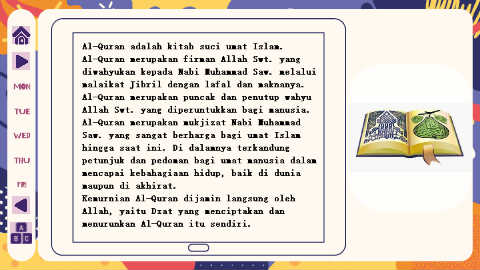 Al-Quran adalah kitab suci umat Islam.
Al-Quran merupakan firman Allah Swt. yang
diwahyukan kepada Nabi Muhammad Saw. melalui
malaikat Jibril dengan lafal dan maknanya.
Al-Quran merupakan puncak dan penutup wahyu
Allah Swt. yang diperuntukkan bagi manusia.
Al-Quran merupakan mukjizat Nabi Muhammad
Saw. yang sangat berharga bagi umat Islam
hingga saat ini. Di dalamnya terkandung
petunjuk dan pedoman bagi umat manusia dalam
mencapai kebahagiaan hidup, baik di dunia
maupun di akhirat.
Kemurnian Al-Quran dijamin langsung oleh
Allah, yaitu Dzat yang menciptakan dan
menurunkan Al-Quran itu sendiri.
MON
TUE
WED
THU
FRI
A
B C